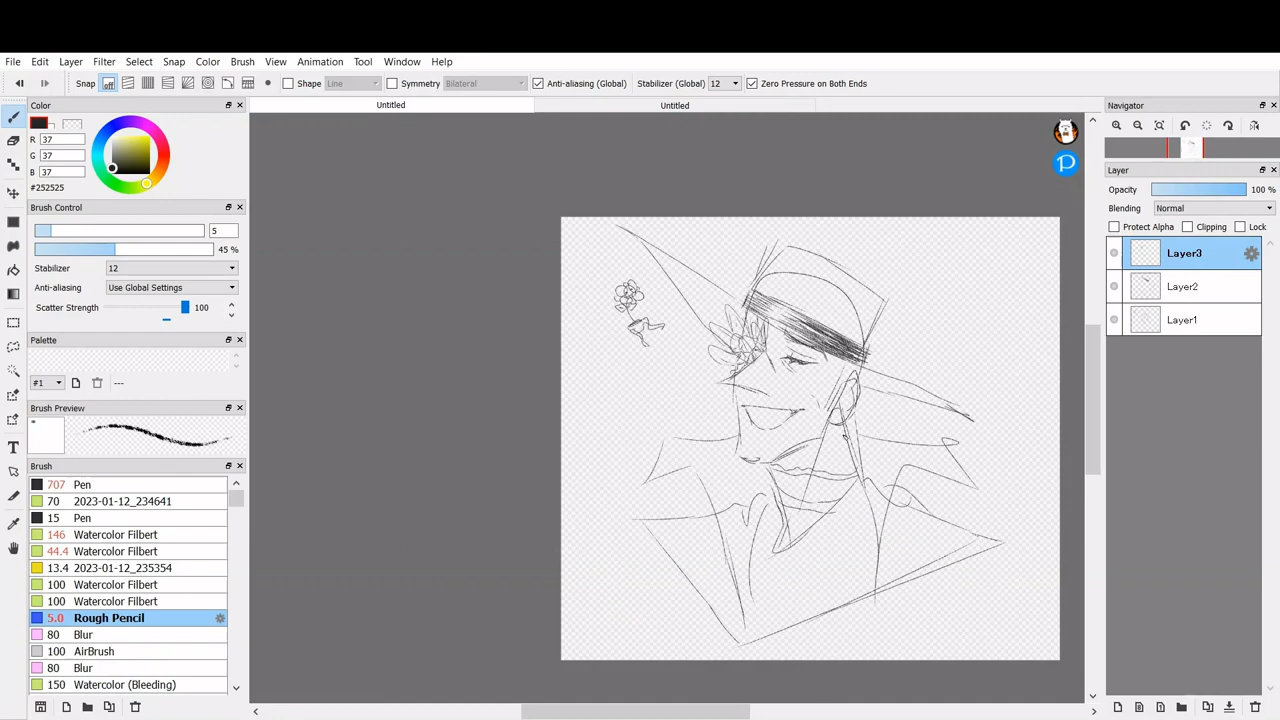 File Edit Layer Filter Select Snap Color Brush View Animation Tool Window Help
Snap off Shape Line Symmetry Bilateral Anti-aliasing (Global) Stabilizer (Global) 12 Zero Pressure on Both Ends
Color
Untitled
Untitled
R 37
G 37
B 37
#252525
Brush Control
5
45 %
Stabilizer 12
Anti-aliasing Use Global Settings
Scatter Strength 100
Palette
#1 ---
Brush Preview
*
Brush
707 Pen
70 2023-01-12_234641
15 Pen
146 Watercolor Filbert
44.4 Watercolor Filbert
13.4 2023-01-12_235354
100 Watercolor Filbert
100 Watercolor Filbert
5.0 Rough Pencil
80 Blur
100 AirBrush
80 Blur
150 Watercolor (Bleeding)
P
Navigator
Layer
Opacity 100 %
Blending Normal
Protect Alpha Clipping Lock
Layer3
Layer2
Layer1